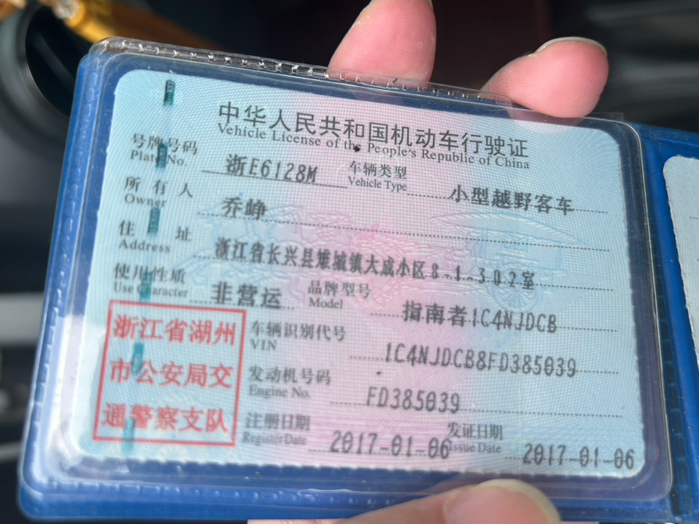 中华人民共和国机动车行驶证
Vehicle License of the People's Republic of China
号牌号码 Plate No. 浙E6128M 车辆类型 Vehicle Type 小型越野客车
所有人 Owner 乔峥
住址 Address 浙江省长兴县雉城镇大成小区8-1-302室
使用性质 Use Character 非营运 品牌型号 Model 指南者1C4NJDCB
浙江省湖州
市公安局交
通警察支队
车辆识别代号 VIN 1C4NJDCB8FD385039
发动机号码 Engine No. FD385039
注册日期 Register Date 2017-01-06 发证日期 Issue Date 2017-01-06